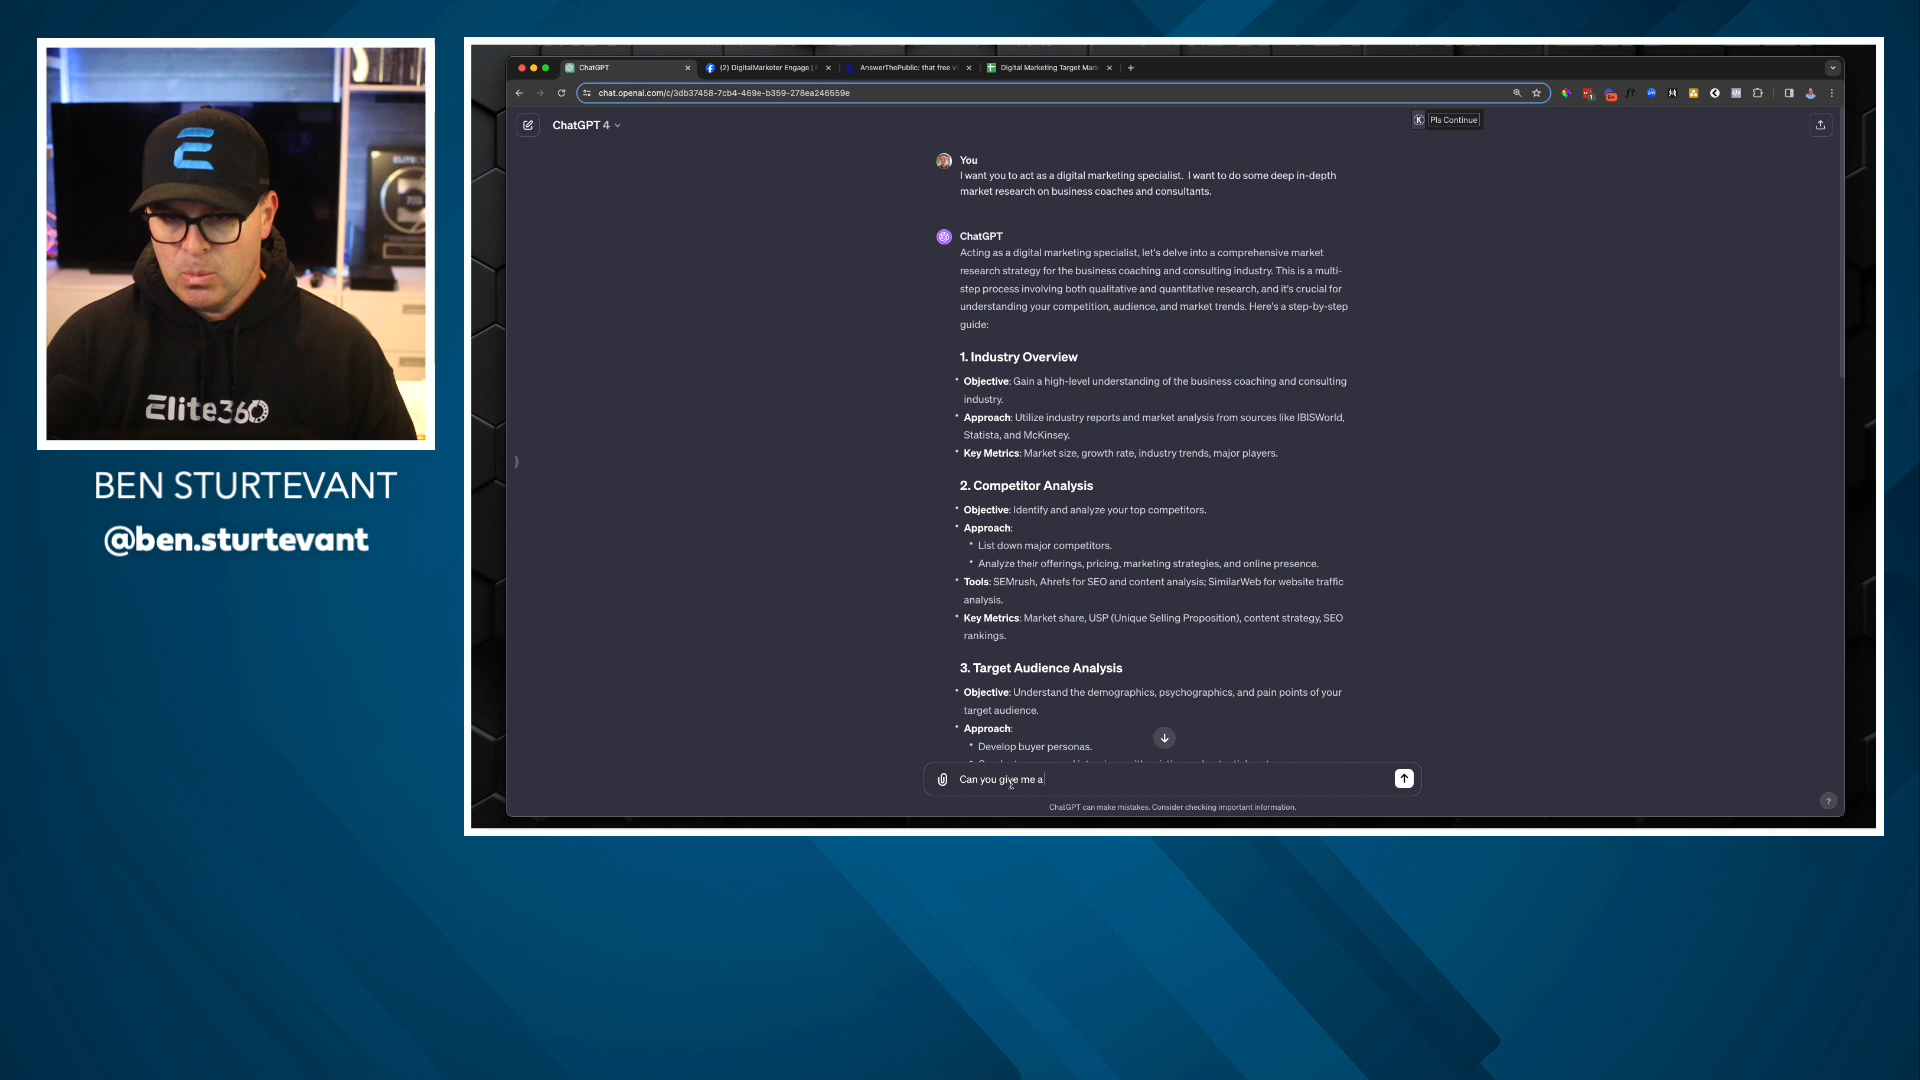 Elite360
BEN STURTEVANT
@ben.sturtevant
ChatGPT
(2) DigitalMarketer Engage |
AnswerThePublic: that free v
Digital Marketing Target Mark
chat.openai.com/c/3db37458-7cb4-469e-b359-278ea246559e
ChatGPT 4
Pls Continue
You
I want you to act as a digital marketing specialist. I want to do some deep in-depth
market research on business coaches and consultants.
ChatGPT
Acting as a digital marketing specialist, let's delve into a comprehensive market
research strategy for the business coaching and consulting industry. This is a multi-
step process involving both qualitative and quantitative research, and it's crucial for
understanding your competition, audience, and market trends. Here's a step-by-step
guide:
1. Industry Overview
• Objective: Gain a high-level understanding of the business coaching and consulting
industry.
• Approach: Utilize industry reports and market analysis from sources like IBISWorld,
Statista, and McKinsey.
• Key Metrics: Market size, growth rate, industry trends, major players.
2. Competitor Analysis
• Objective: Identify and analyze your top competitors.
• Approach:
• List down major competitors.
• Analyze their offerings, pricing, marketing strategies, and online presence.
• Tools: SEMrush, Ahrefs for SEO and content analysis; SimilarWeb for website traffic
analysis.
• Key Metrics: Market share, USP (Unique Selling Proposition), content strategy, SEO
rankings.
3. Target Audience Analysis
• Objective: Understand the demographics, psychographics, and pain points of your
target audience.
• Approach:
• Develop buyer personas.
Can you give me a
ChatGPT can make mistakes. Consider checking important information.
?